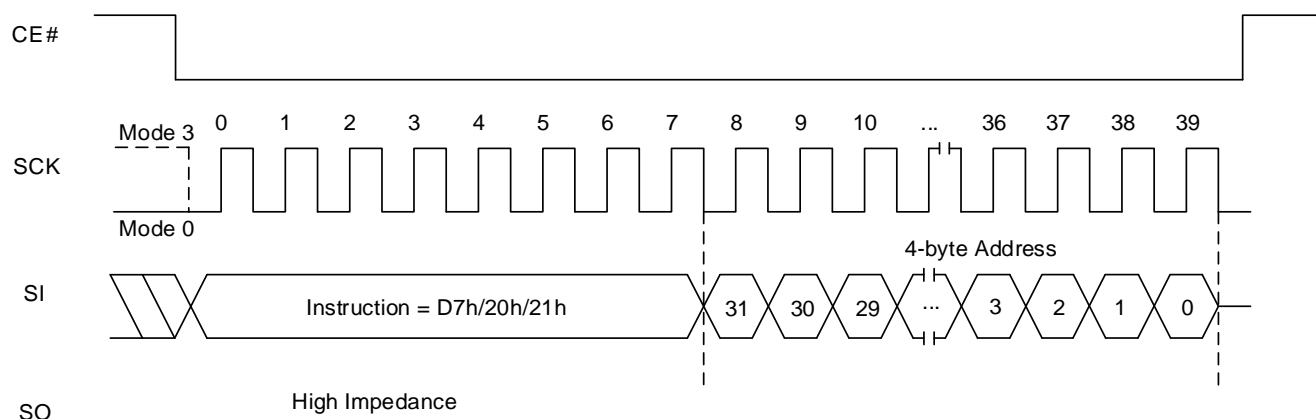 CE#
Mode 3
0 1 2 3 4 5 6 7 8 9 10 ... 36 37 38 39
SCK
Mode 0
4-byte Address
SI
Instruction = D7h/20h/21h
31 30 29 ... 3 2 1 0
High Impedance
SO